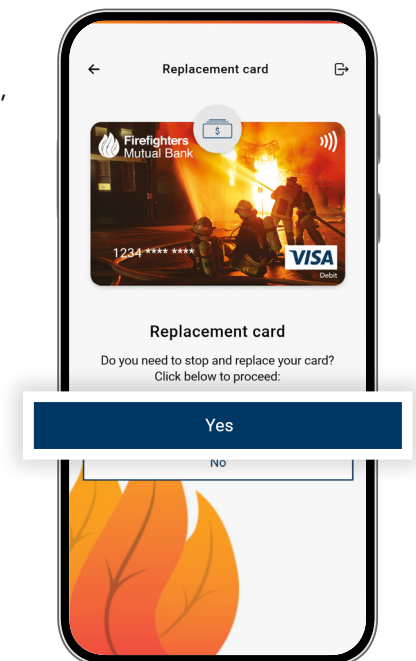 ,
Replacement card
$
Firefighters
Mutual Bank
1234 **** ****
VISA
Debit
Replacement card
Do you need to stop and replace your card?
Click below to proceed:
Yes
No